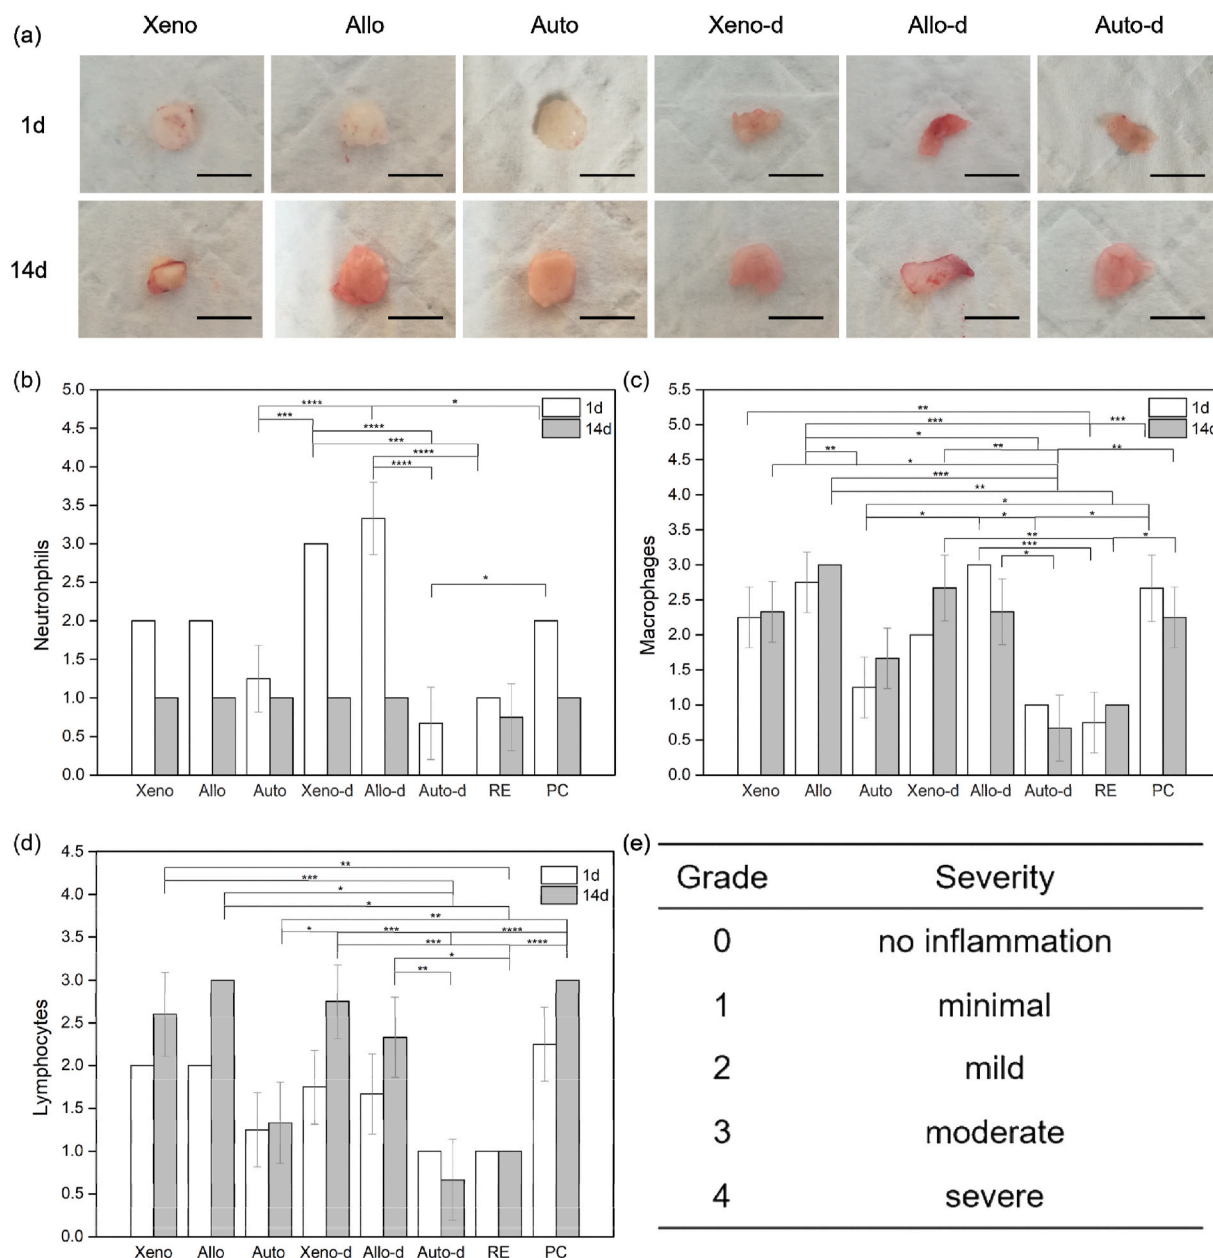 (a) Xeno Allo Auto Xeno-d Allo-d Auto-d
1d
14d
(b)
5.0
4.5
4.0
3.5
3.0
2.5
2.0
1.5
1.0
0.5
0.0
Neutrohphils
1d
14d
**** *
*** ****
***
****
****
*
Xeno Allo Auto Xeno-d Allo-d Auto-d RE PC
(c)
5.5
5.0
4.5
4.0
3.5
3.0
2.5
2.0
1.5
1.0
0.5
0.0
Macrophages
1d
14d
**
*** ***
*
** ** **
*
***
**
*
* * *
** *
***
*
Xeno Allo Auto Xeno-d Allo-d Auto-d RE PC
(d)
4.5
4.0
3.5
3.0
2.5
2.0
1.5
1.0
0.5
0.0
Lymphocytes
1d
14d
**
***
*
*
**
* *** ****
*** ****
*
**
Xeno Allo Auto Xeno-d Allo-d Auto-d RE PC
(e)
Grade Severity
0 no inflammation
1 minimal
2 mild
3 moderate
4 severe